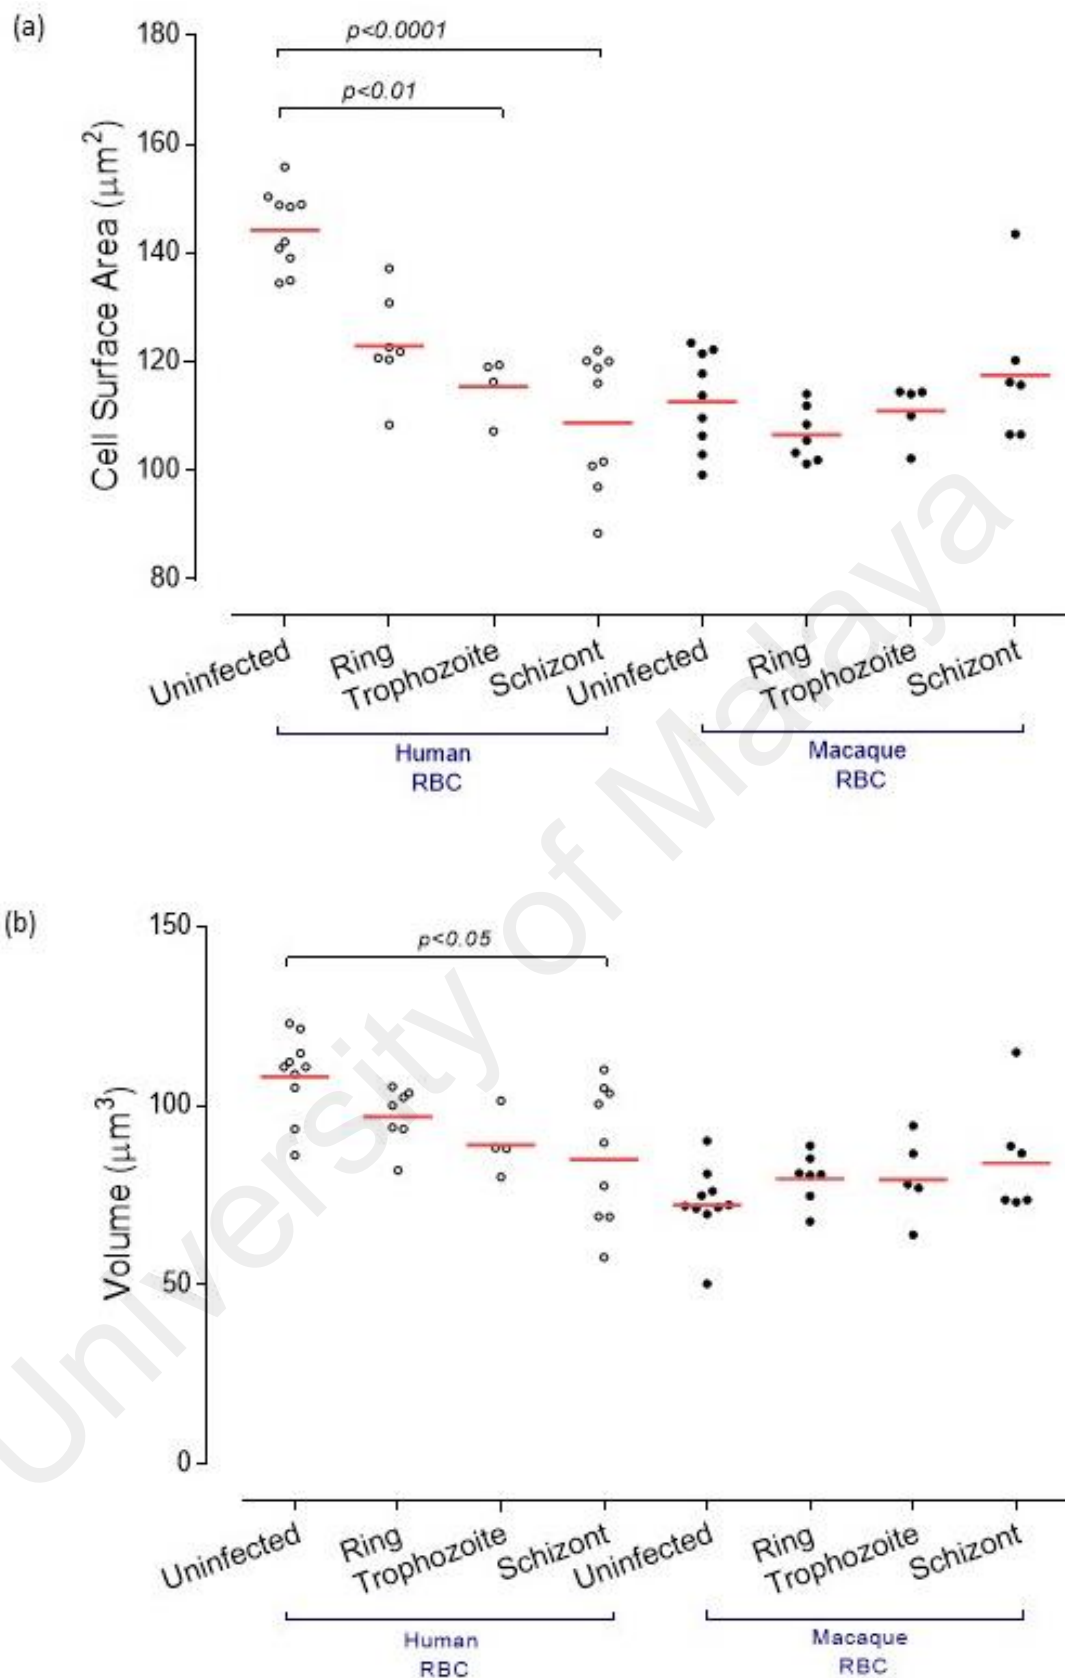 (a)
180
160
140
120
100
80
Cell Surface Area (μm²)
p<0.0001
p<0.01
Uninfected
Ring
Trophozoite
Schizont
Uninfected
Ring
Trophozoite
Schizont
Human
RBC
Macaque
RBC
(b)
150
100
50
0
Volume (μm³)
p<0.05
Uninfected
Ring
Trophozoite
Schizont
Uninfected
Ring
Trophozoite
Schizont
Human
RBC
Macaque
RBC
University of Malaya